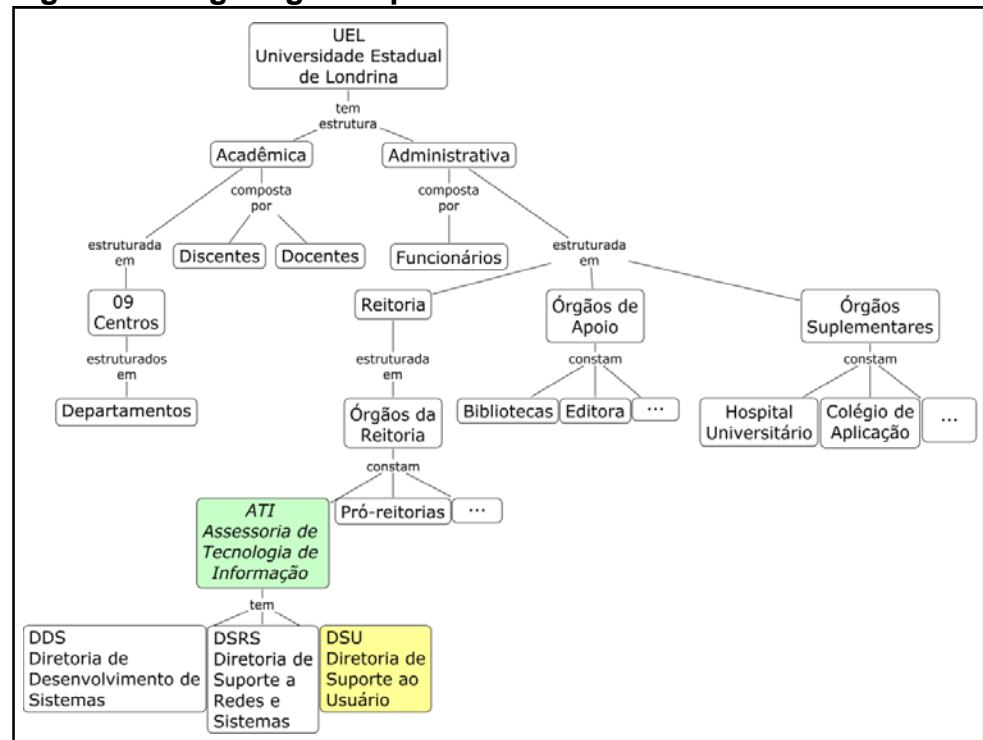 UEL
Universidade Estadual
de Londrina
tem
estrutura
Acadêmica
Administrativa
composta
por
composta
por
estruturada
em
Discentes
Docentes
Funcionários
estruturada
em
09
Centros
Reitoria
Órgãos de
Apoio
Órgãos
Suplementares
estruturados
em
estruturada
em
constam
constam
Departamentos
Órgãos da
Reitoria
Bibliotecas
Editora
...
Hospital
Universitário
Colégio de
Aplicação
...
constam
ATI
Assessoria de
Tecnologia de
Informação
Pró-reitorias
...
tem
DDS
Diretoria de
Desenvolvimento de
Sistemas
DSRS
Diretoria de
Suporte a
Redes e
Sistemas
DSU
Diretoria de
Suporte ao
Usuário